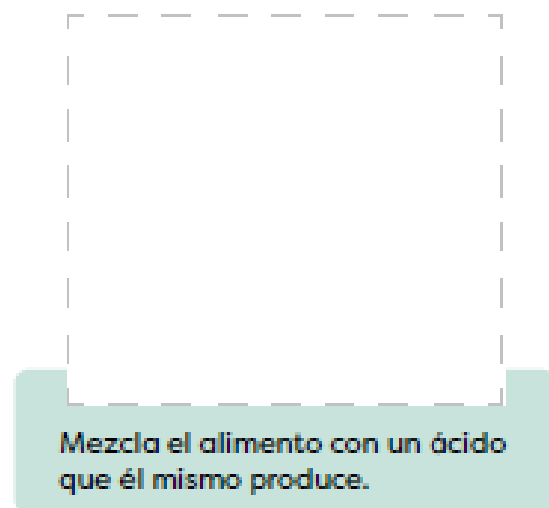 Mezcla el alimento con un ácido
que él mismo produce.